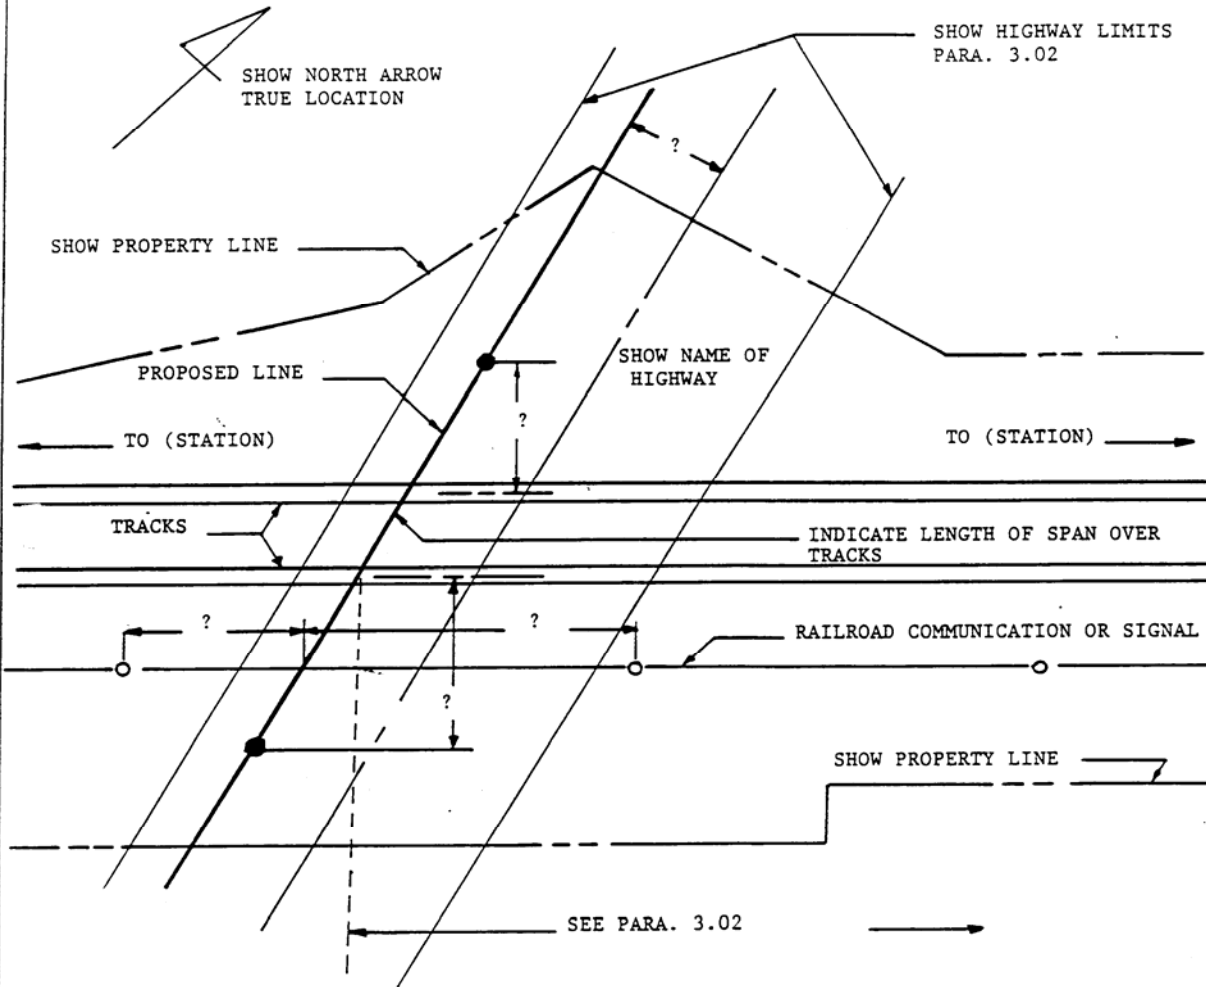 SHOW HIGHWAY LIMITS
PARA. 3.02
SHOW NORTH ARROW
TRUE LOCATION
?
SHOW PROPERTY LINE
SHOW NAME OF
HIGHWAY
PROPOSED LINE
?
TO (STATION)
TO (STATION)
TRACKS
INDICATE LENGTH OF SPAN OVER
TRACKS
?
?
RAILROAD COMMUNICATION OR SIGNAL
?
SHOW PROPERTY LINE
SEE PARA. 3.02